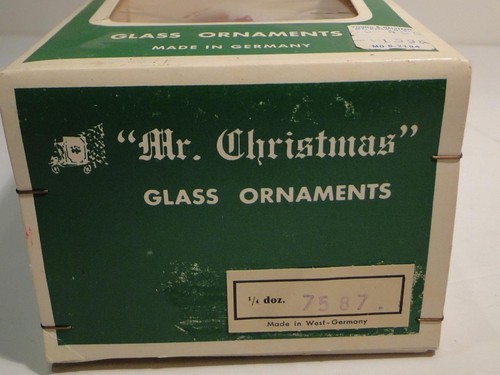 GLASS ORNAMENTS
MADE IN GERMANY
"Mr. Christmas"
GLASS ORNAMENTS
1/4 doz. 7587.
Made in West-Germany